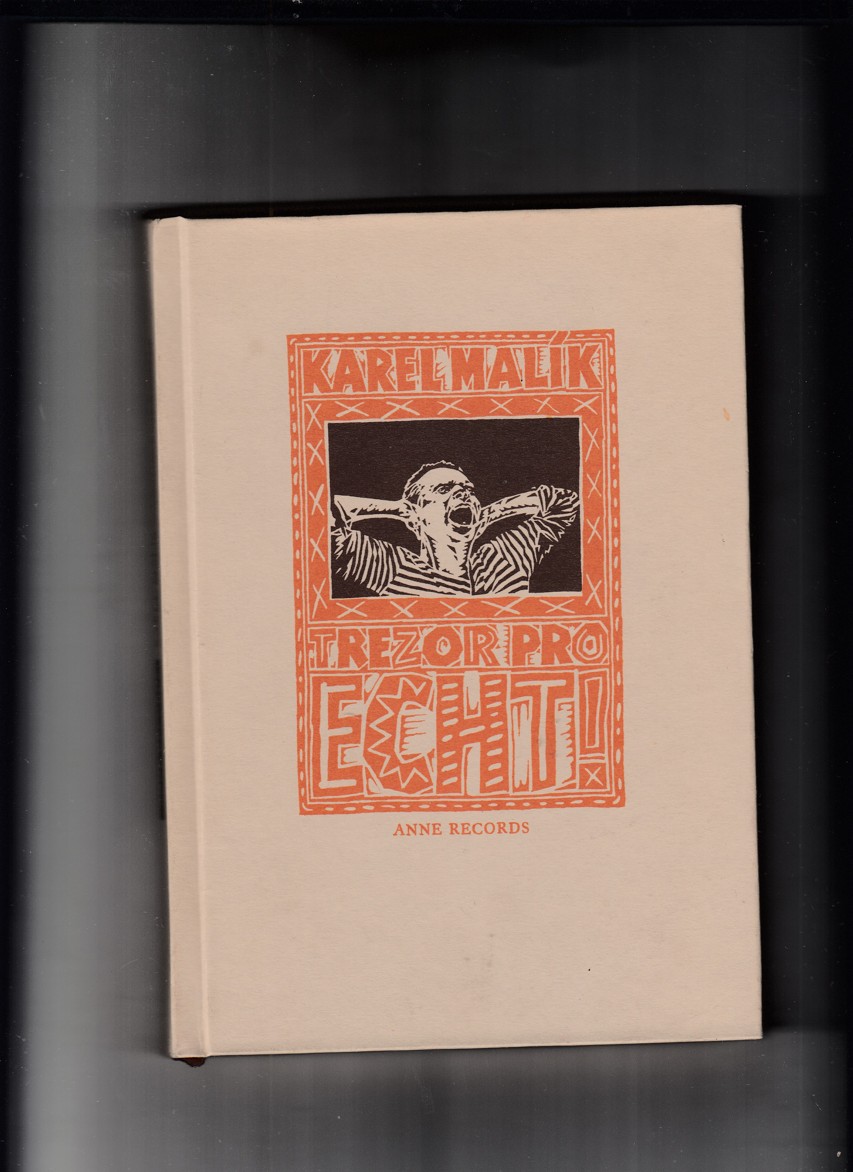 KAREL MALÍK
TREZOR PRO
ECHT!
ANNE RECORDS